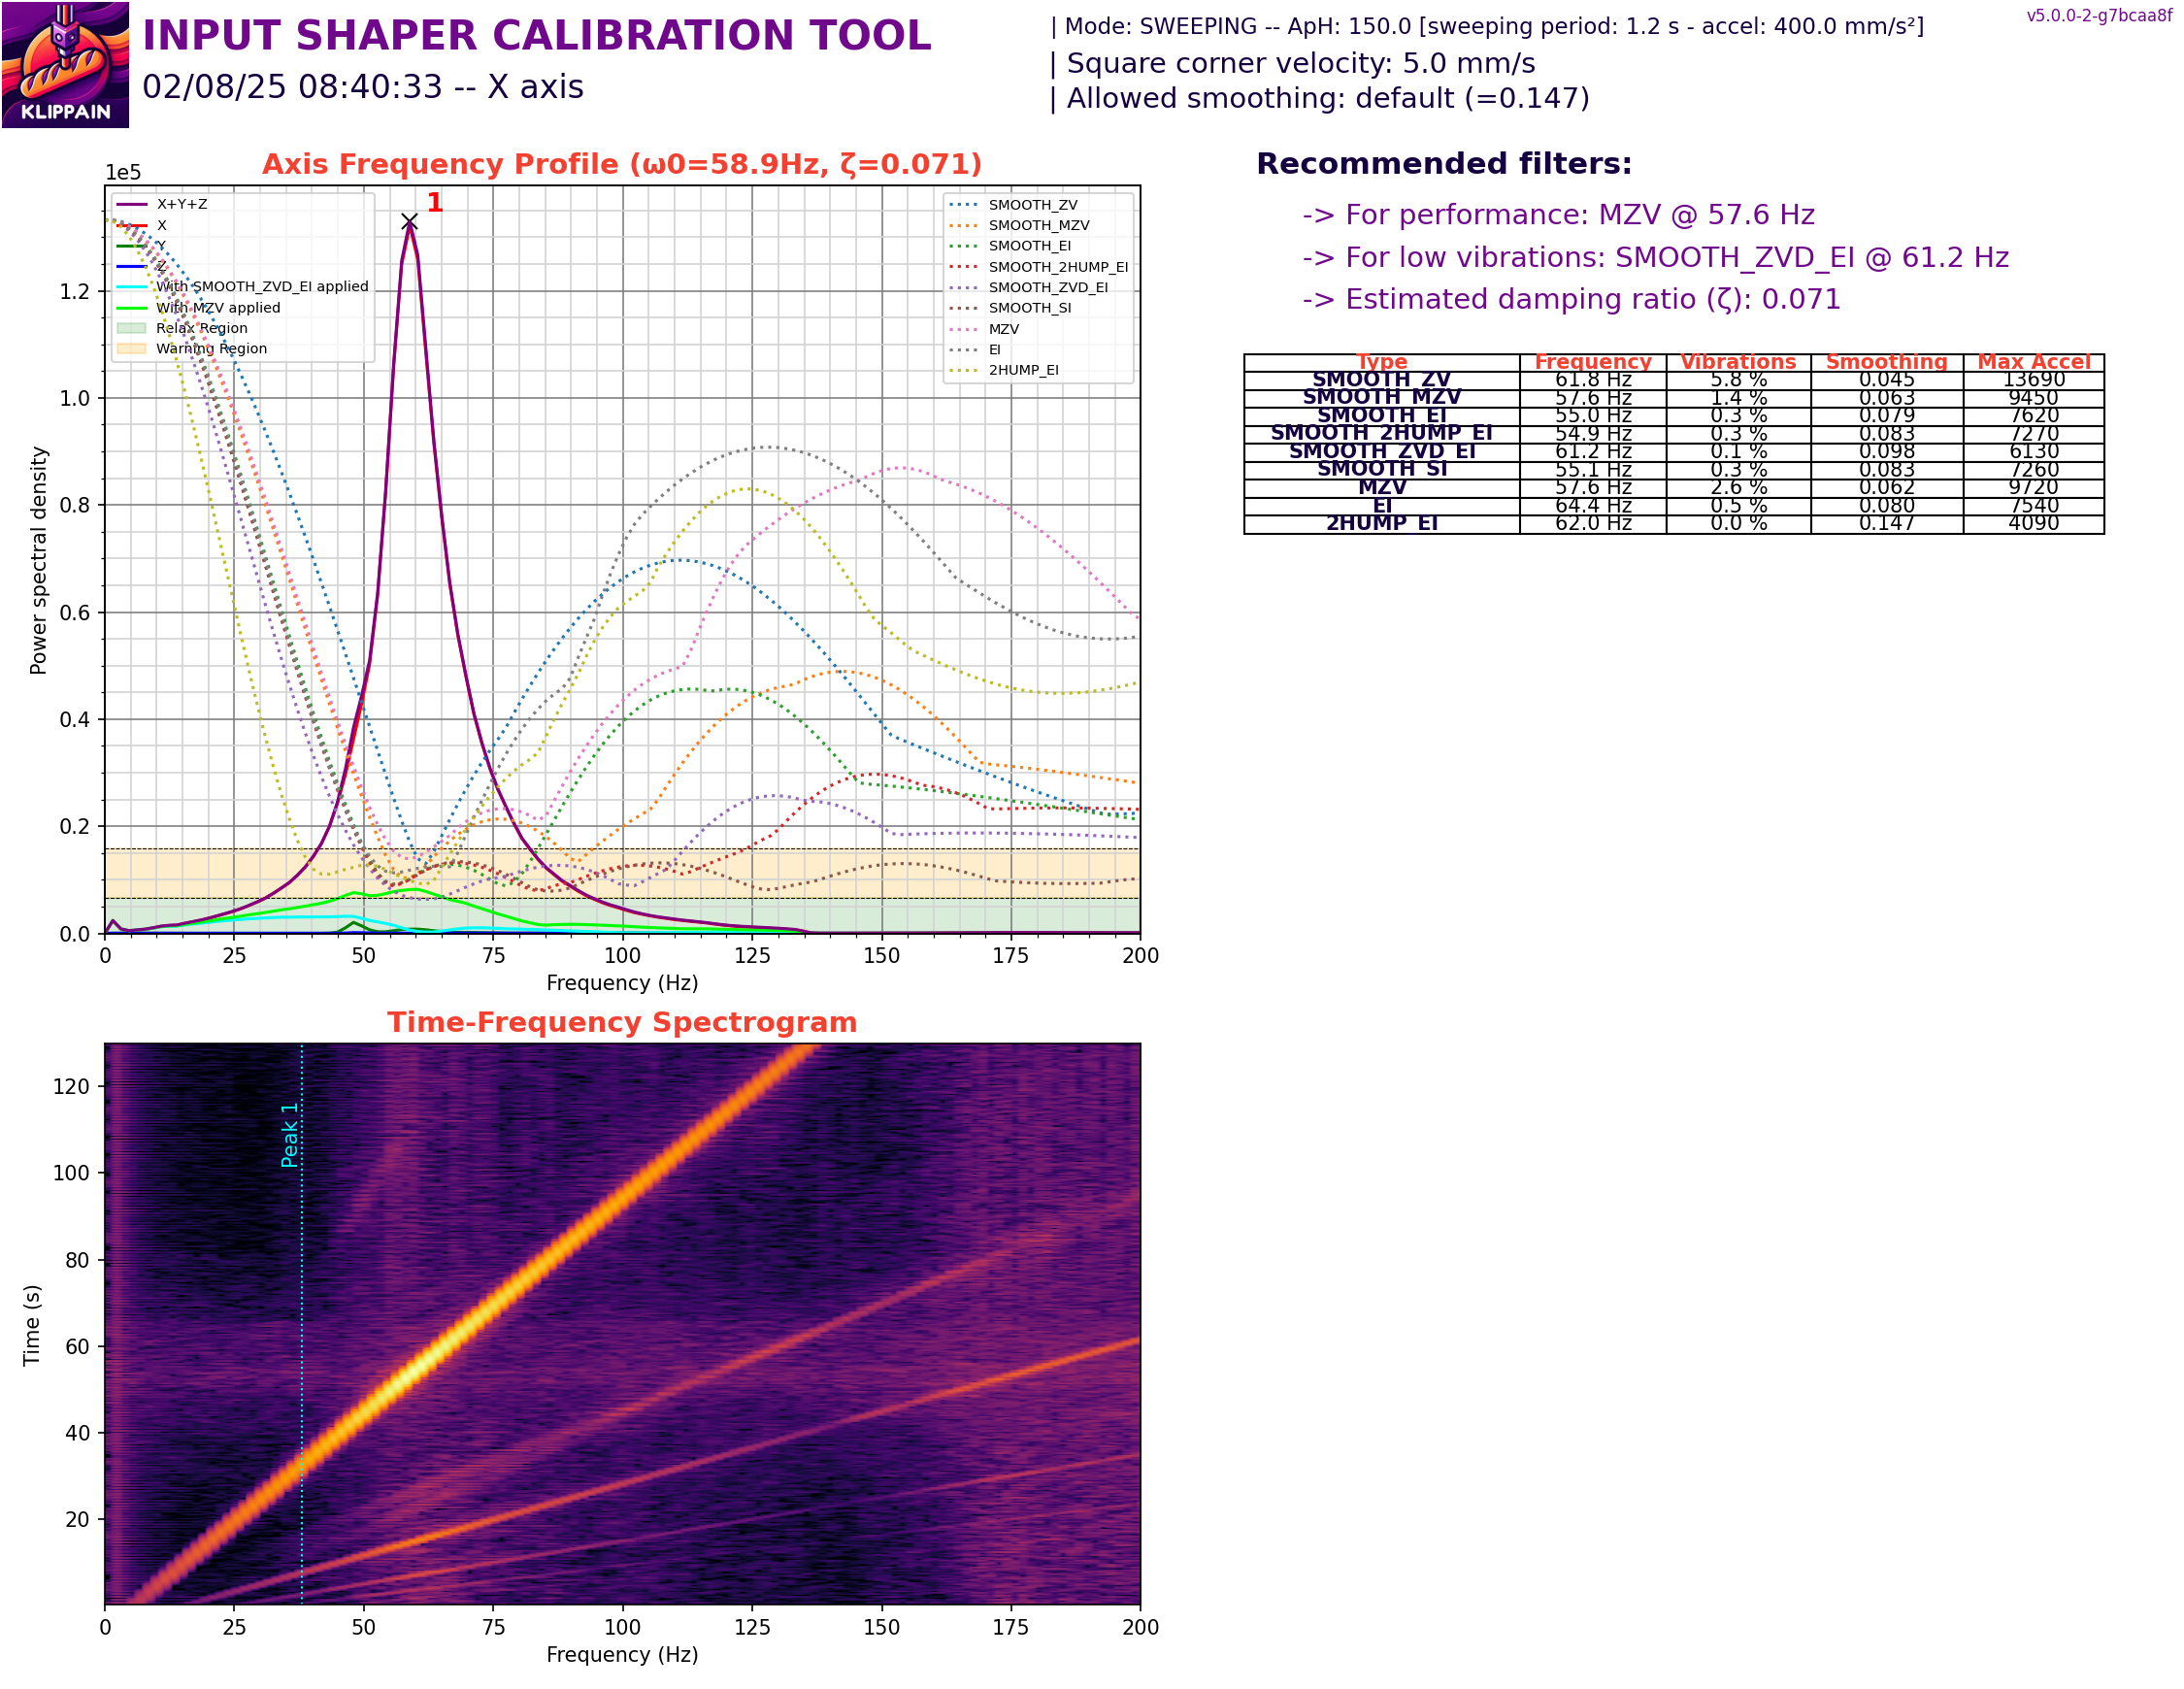 INPUT SHAPER CALIBRATION TOOL
02/08/25 08:40:33 -- X axis
KLIPPAIN
| Mode: SWEEPING -- ApH: 150.0 [sweeping period: 1.2 s - accel: 400.0 mm/s²]
| Square corner velocity: 5.0 mm/s
| Allowed smoothing: default (=0.147)
v5.0.0-2-g7bcaa8f
Axis Frequency Profile (ω0=58.9Hz, ζ=0.071)
1e5
1
X+Y+Z
X
Y
Z
With SMOOTH_ZVD_EI applied
With MZV applied
Relax Region
Warning Region
SMOOTH_ZV
SMOOTH_MZV
SMOOTH_EI
SMOOTH_2HUMP_EI
SMOOTH_ZVD_EI
SMOOTH_SI
MZV
EI
2HUMP_EI
Power spectral density
1.2
1.0
0.8
0.6
0.4
0.2
0.0
0 25 50 75 100 125 150 175 200
Frequency (Hz)
Recommended filters:
-> For performance: MZV @ 57.6 Hz
-> For low vibrations: SMOOTH_ZVD_EI @ 61.2 Hz
-> Estimated damping ratio (ζ): 0.071
Type Frequency Vibrations Smoothing Max Accel
SMOOTH_ZV 61.8 Hz 5.8 % 0.045 13690
SMOOTH_MZV 57.6 Hz 1.4 % 0.063 9450
SMOOTH_EI 55.0 Hz 0.3 % 0.079 7620
SMOOTH_2HUMP_EI 54.9 Hz 0.3 % 0.083 7270
SMOOTH_ZVD_EI 61.2 Hz 0.1 % 0.098 6130
SMOOTH_SI 55.1 Hz 0.3 % 0.083 7260
MZV 57.6 Hz 2.6 % 0.062 9720
EI 64.4 Hz 0.5 % 0.080 7540
2HUMP_EI 62.0 Hz 0.0 % 0.147 4090
Time-Frequency Spectrogram
Peak 1
Time (s)
120
100
80
60
40
20
0 25 50 75 100 125 150 175 200
Frequency (Hz)